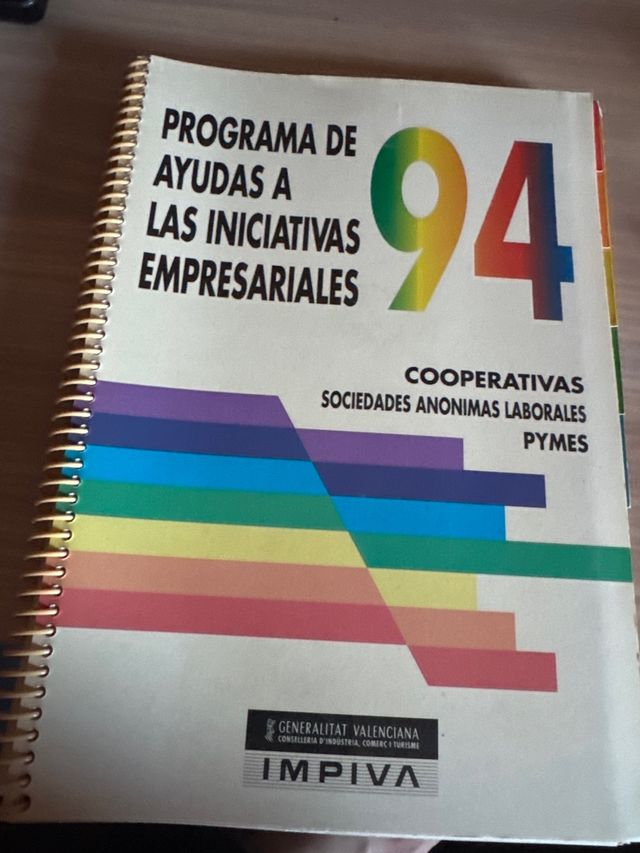 PROGRAMA DE
AYUDAS A
LAS INICIATIVAS
EMPRESARIALES
94
COOPERATIVAS
SOCIEDADES ANONIMAS LABORALES
PYMES
GENERALITAT VALENCIANA
CONSELLERIA D'INDÚSTRIA, COMERÇ I TURISME
IMPIVA